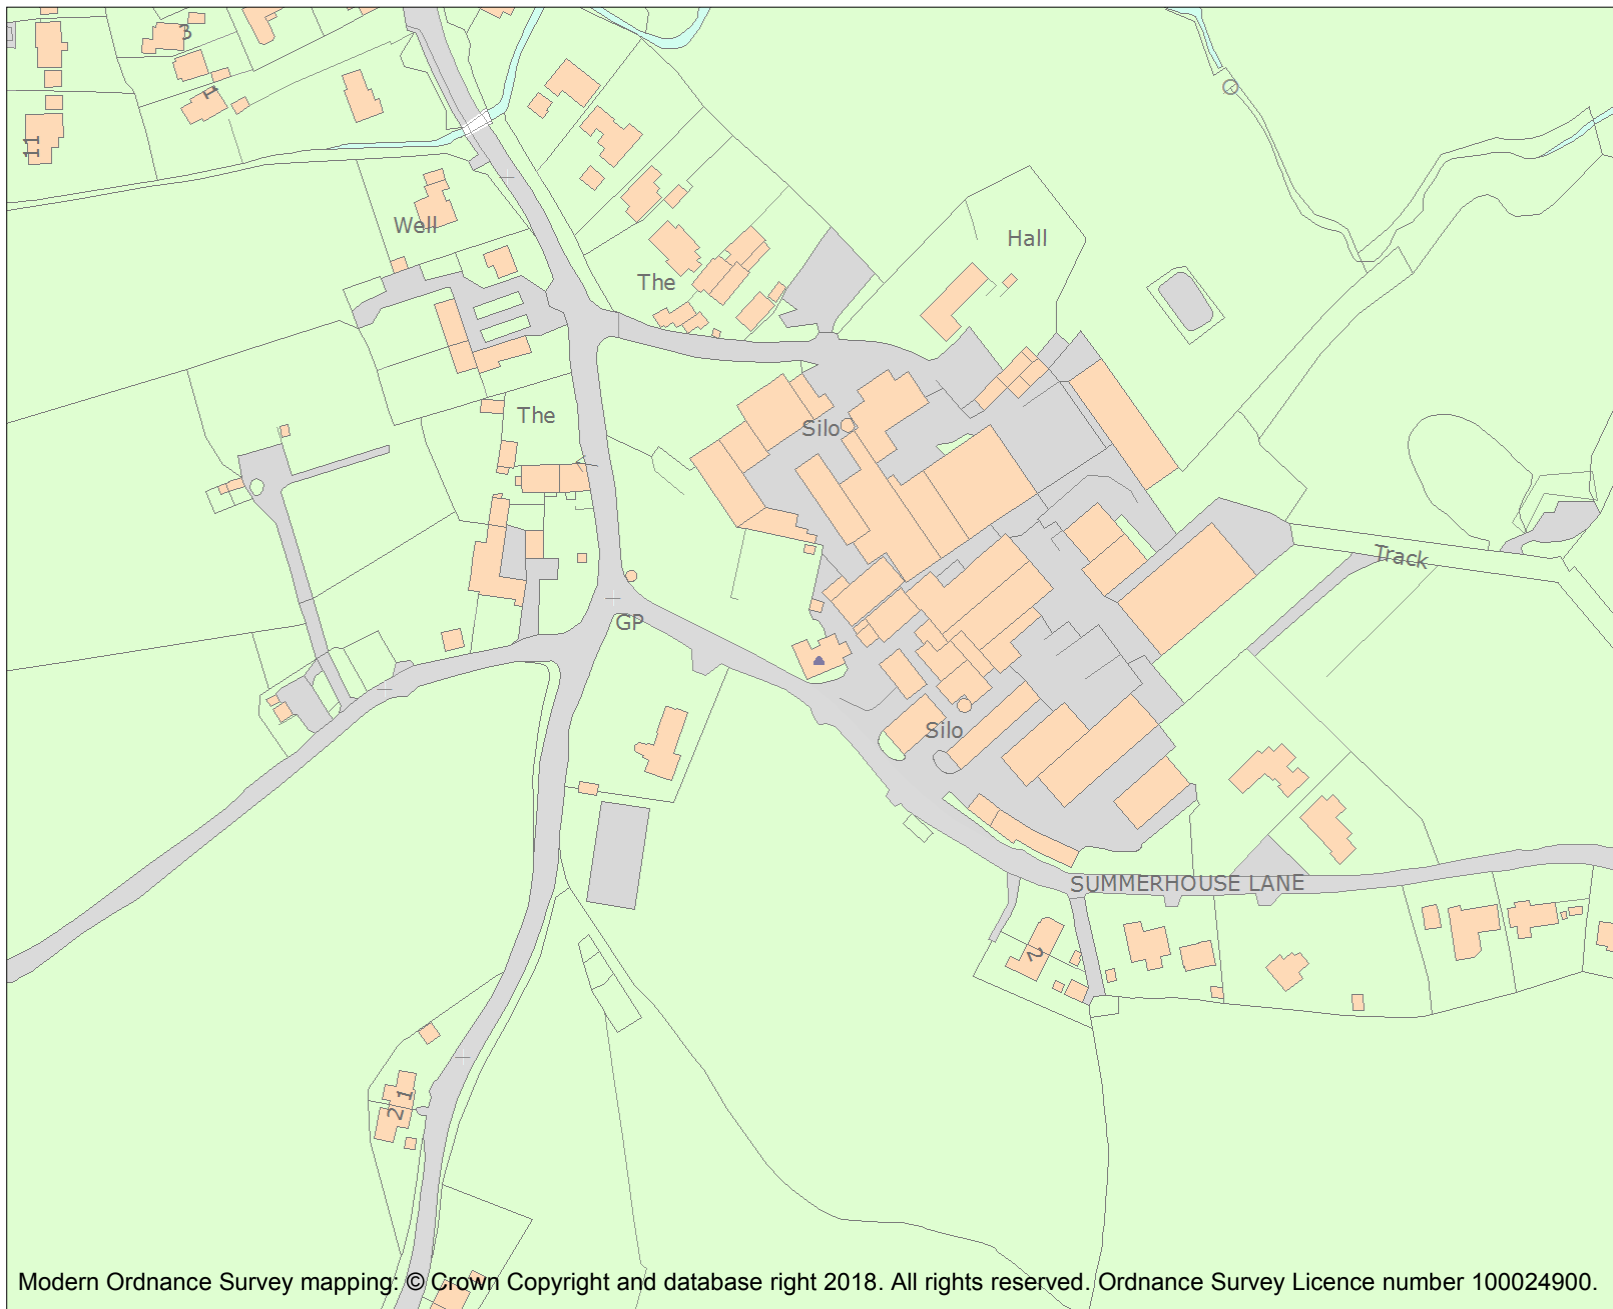 3
1
11
Well
Hall
The
The
Silo
Track
GP
Silo
SUMMERHOUSE LANE
2
1
2
Modern Ordnance Survey mapping: © Crown Copyright and database right 2018. All rights reserved. Ordnance Survey Licence number 100024900.